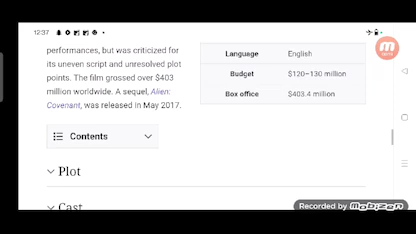 12:37
performances, but was criticized for
its uneven script and unresolved plot
points. The film grossed over $403
million worldwide. A sequel, Alien:
Covenant, was released in May 2017.
Language English
Budget $120–130 million
Box office $403.4 million
Contents
Plot
Cast
Recorded by Mobizen